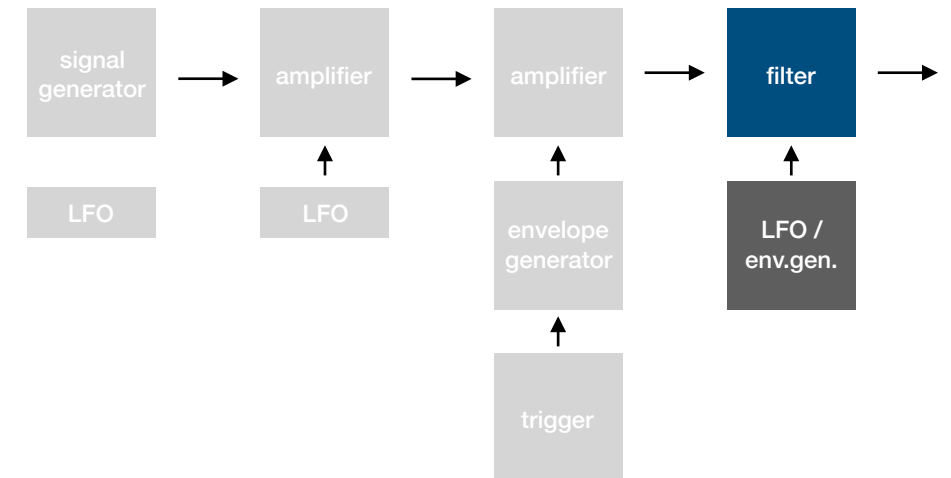 signal
generator
amplifier
amplifier
filter
LFO
LFO
envelope
generator
LFO /
env.gen.
trigger